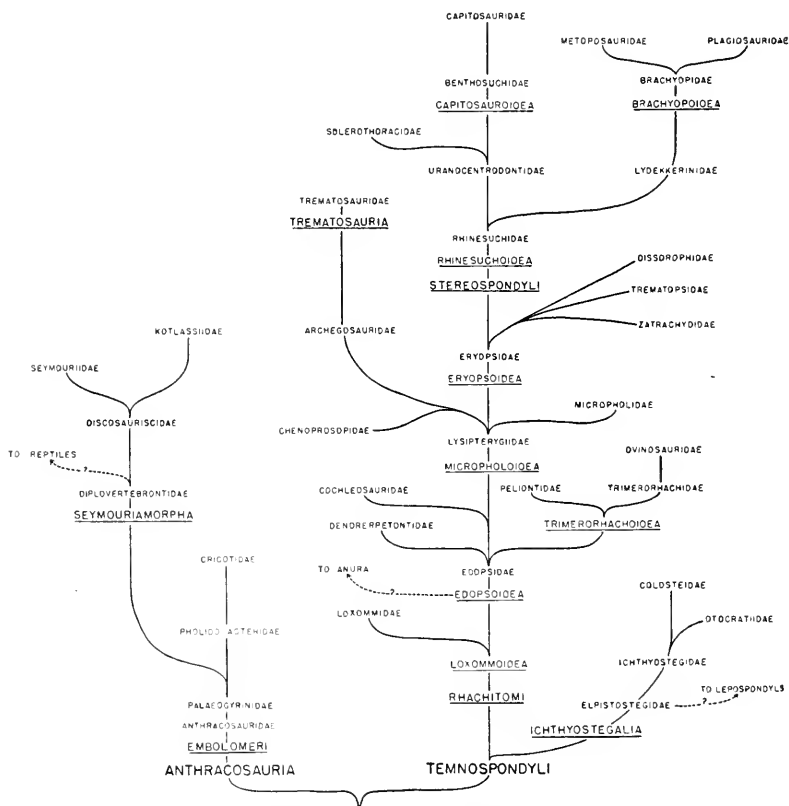 CAPITOSAURIDAE
METOPOSAURIDAE PLAGIOSAURIDAE
BENTHOSUCHIDAE BRACHYOPIDAE
CAPITOSAUROIDEA BRACHYOPOIDEA
SOLEROTHORACIDAE
URANOCENTRODONTIDAE LYDEKKERINIDAE
TREMATOSAURIDAE
TREMATOSAURIA
RHINESUCHIDAE
RHINESUCHOIDEA DISSOROPHIDAE
STEREOSPONDYLI TREMATOPSIDAE
KOTLASSIIDAE ARCHEGOSAURIDAE ZATRACHYDIDAE
ERYOPSIDAE
SEYMOURIIDAE ERYOPSOIDEA
MICROPHOLIDAE
DISCOSAURISCIDAE CHENOPROSOPIDAE
LYSIPTERYGIIDAE
TO REPTILES ? OVINOSAURIDAE
MICROPHOLOIDEA
DIPLOVERTEBRONTIDAE COCHLEOSAURIDAE PELIONTIDAE TRIMERORHACHIDAE
SEYMOURIAMORPHA
DENDRERPETONTIDAE TRIMERORHACHOIDEA
CRICOTIDAE
TO ANURA EDOPSIDAE
? EDOPSOIDEA COLOSTEIDAE
LOXOMMIDAE OTOCRATIIDAE
PHOLIDOGASTERIDAE
LOXOMMOIDEA ICHTHYOSTEGIDAE
RHACHITOMI TO LEPOSPONDYLS
PALAEOGYRINIDAE ELPISTOSTEGIDAE ?
ANTHRACOSAURIDAE ICHTHYOSTEGALIA
EMBOLOMERI
ANTHRACOSAURIA TEMNOSPONDYLI